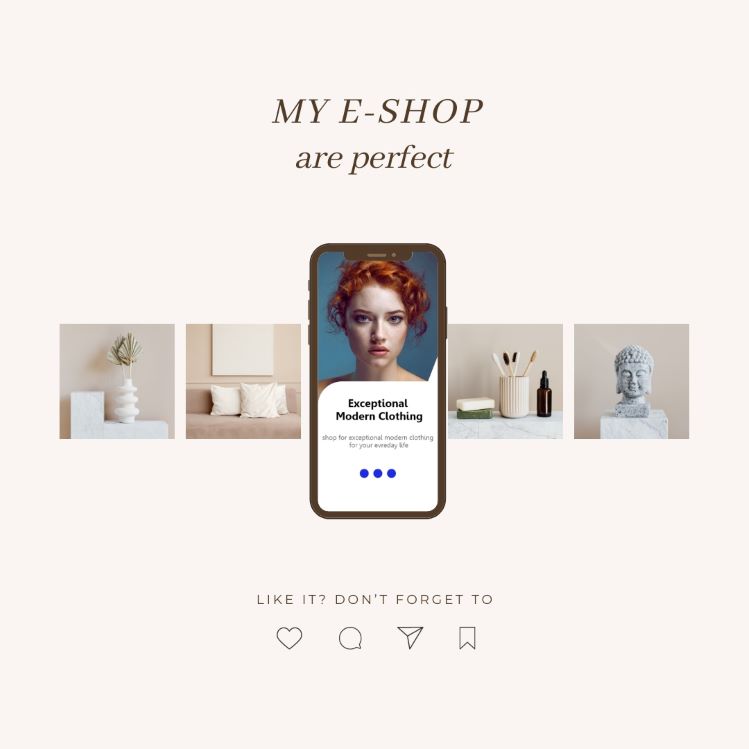 MY E-SHOP
are perfect
Exceptional
Modern Clothing
shop for exceptional modern clothing
for your evreday life
LIKE IT? DON'T FORGET TO